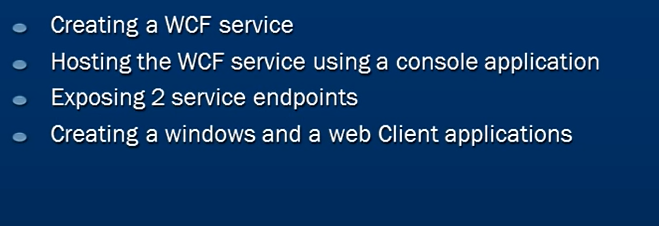 Creating a WCF service
Hosting the WCF service using a console application
Exposing 2 service endpoints
Creating a windows and a web Client applications